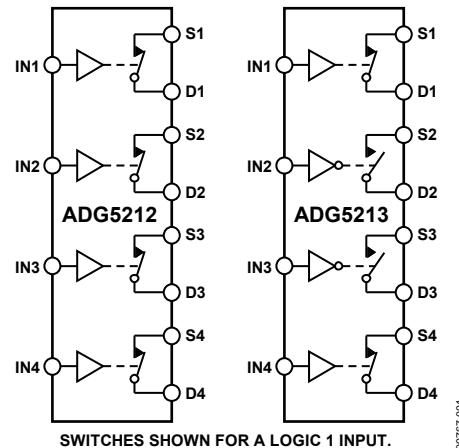 S1
IN1
D1
S2
IN2
D2
ADG5212
S3
IN3
D3
S4
IN4
D4
S1
IN1
D1
S2
IN2
D2
ADG5213
S3
IN3
D3
S4
IN4
D4
SWITCHES SHOWN FOR A LOGIC 1 INPUT.